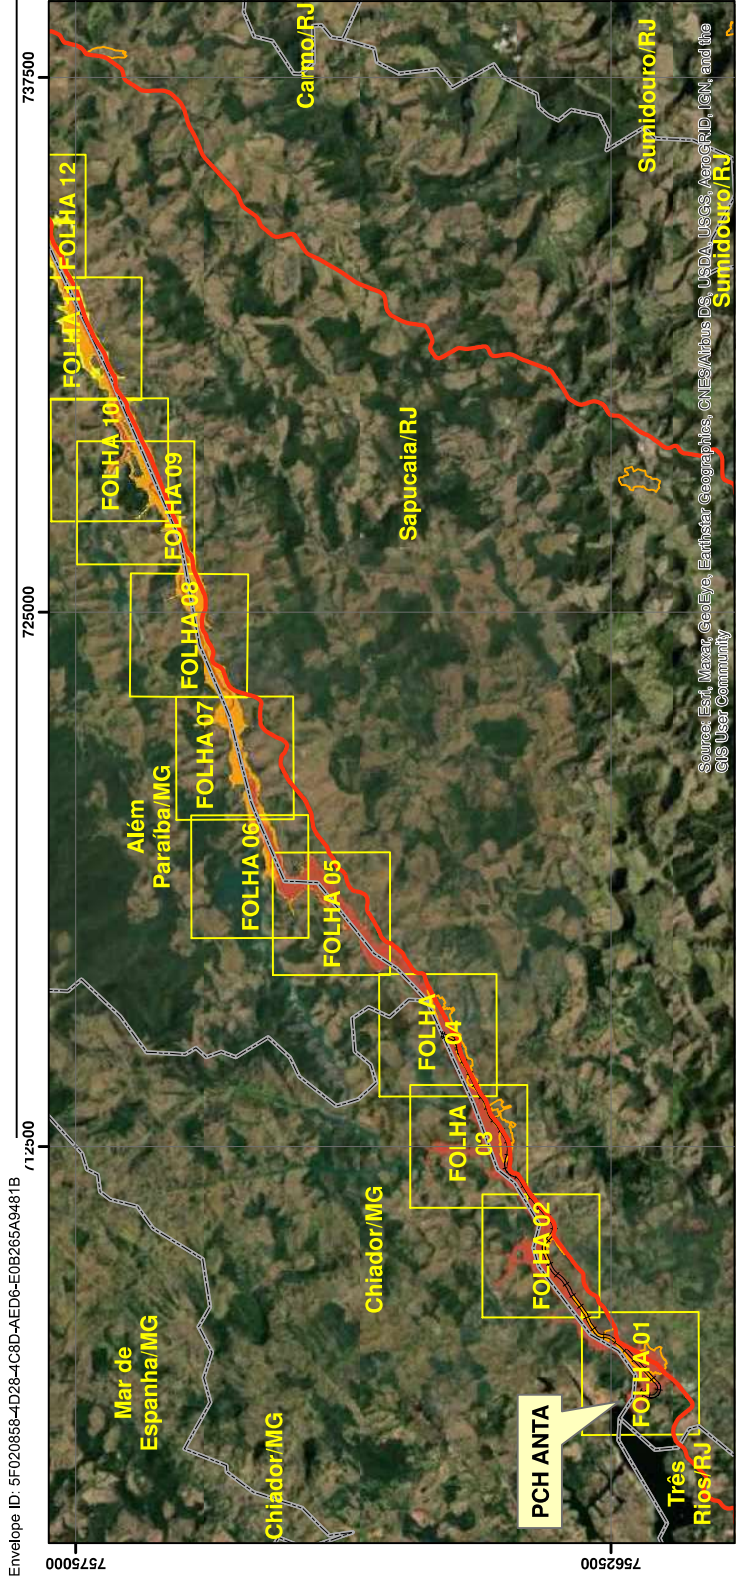 Envelope ID: 5F020858-4D28-4C8D-AED6-E0B265A9481B
712500
725000
737500
7575000
7562500
Mar de
Espanha/MG
Chiador/MG
Chiador/MG
Além
Paraíba/MG
Sapucaia/RJ
Carmo/RJ
Sumidouro/RJ
Sumidouro/RJ
Três
Rios/RJ
PCH ANTA
FOLHA 01
FOLHA 02
FOLHA
03
FOLHA
04
FOLHA 05
FOLHA 06
FOLHA 07
FOLHA 08
FOLHA 09
FOLHA 10
FOLHA 11
FOLHA 12
Source: Esri, Maxar, GeoEye, Earthstar Geographics, CNES/Airbus DS, USDA, USGS, AeroGRID, IGN, and the
GIS User Community